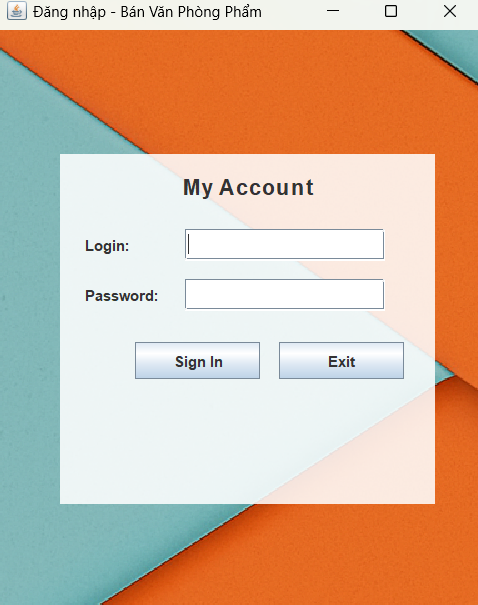 Đăng nhập - Bán Văn Phòng Phẩm
My Account
Login:
Password:
Sign In
Exit